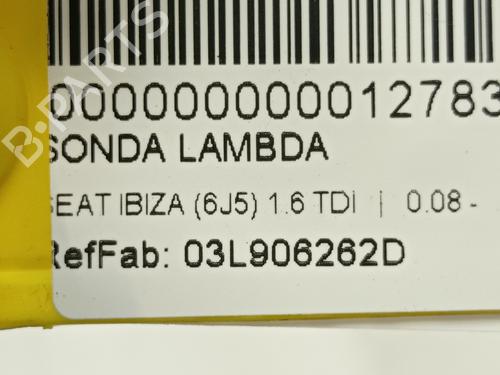 B-PARTS
000000000012783
SONDA LAMBDA
SEAT IBIZA (6J5) 1.6 TDI | 0.08 -
RefFab: 03L906262D